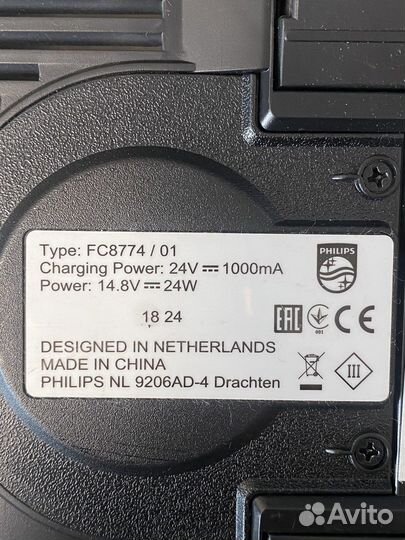 Type: FC8774 / 01
Charging Power: 24V ⎓ 1000mA
Power: 14.8V ⎓ 24W
18 24
DESIGNED IN NETHERLANDS
MADE IN CHINA
PHILIPS NL 9206AD-4 Drachten
PHILIPS
EAC
001
CE
III
Avito